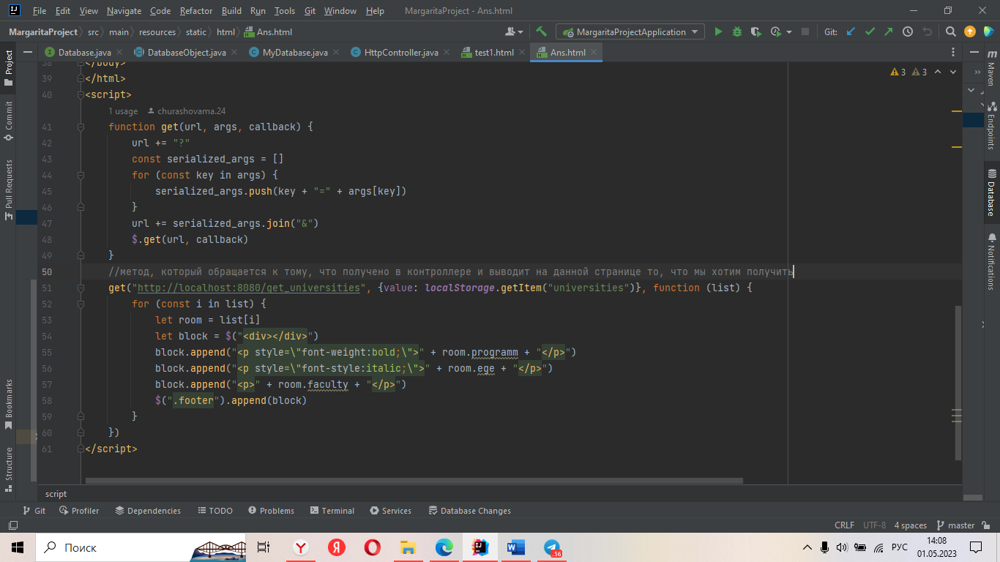 File Edit View Navigate Code Refactor Build Run Tools Git Window Help MargaritaProject - Ans.html
MargaritaProject src main resources static html Ans.html MargaritaProjectApplication Git:
Database.java DatabaseObject.java MyDatabase.java HttpController.java test1.html Ans.html
Project
Commit
Pull Requests
Bookmarks
Structure
38 </body>
39 </html>
40 <script>
1 usage churashovama.24
41 function get(url, args, callback) {
42 url += "?"
43 const serialized_args = []
44 for (const key in args) {
45 serialized_args.push(key + "=" + args[key])
46 }
47 url += serialized_args.join("&")
48 $.get(url, callback)
49 }
50 //метод, который обращается к тому, что получено в контроллере и выводит на данной странице то, что мы хотим получить
51 get("http://localhost:8080/get_universities", {value: localStorage.getItem("universities")}, function (list) {
52 for (const i in list) {
53 let room = list[i]
54 let block = $("<div></div>")
55 block.append("<p style=\"font-weight:bold;\">" + room.programm + "</p>")
56 block.append("<p style=\"font-style:italic;\">" + room.ege + "</p>")
57 block.append("<p>" + room.faculty + "</p>")
58 $(".footer").append(block)
59 }
60 })
61 </script>
3 3
Maven
Endpoints
Database
Notifications
script
Git Profiler Dependencies TODO Problems Terminal Services Database Changes
CRLF UTF-8 4 spaces master
Поиск
56
РУС
14:08
01.05.2023